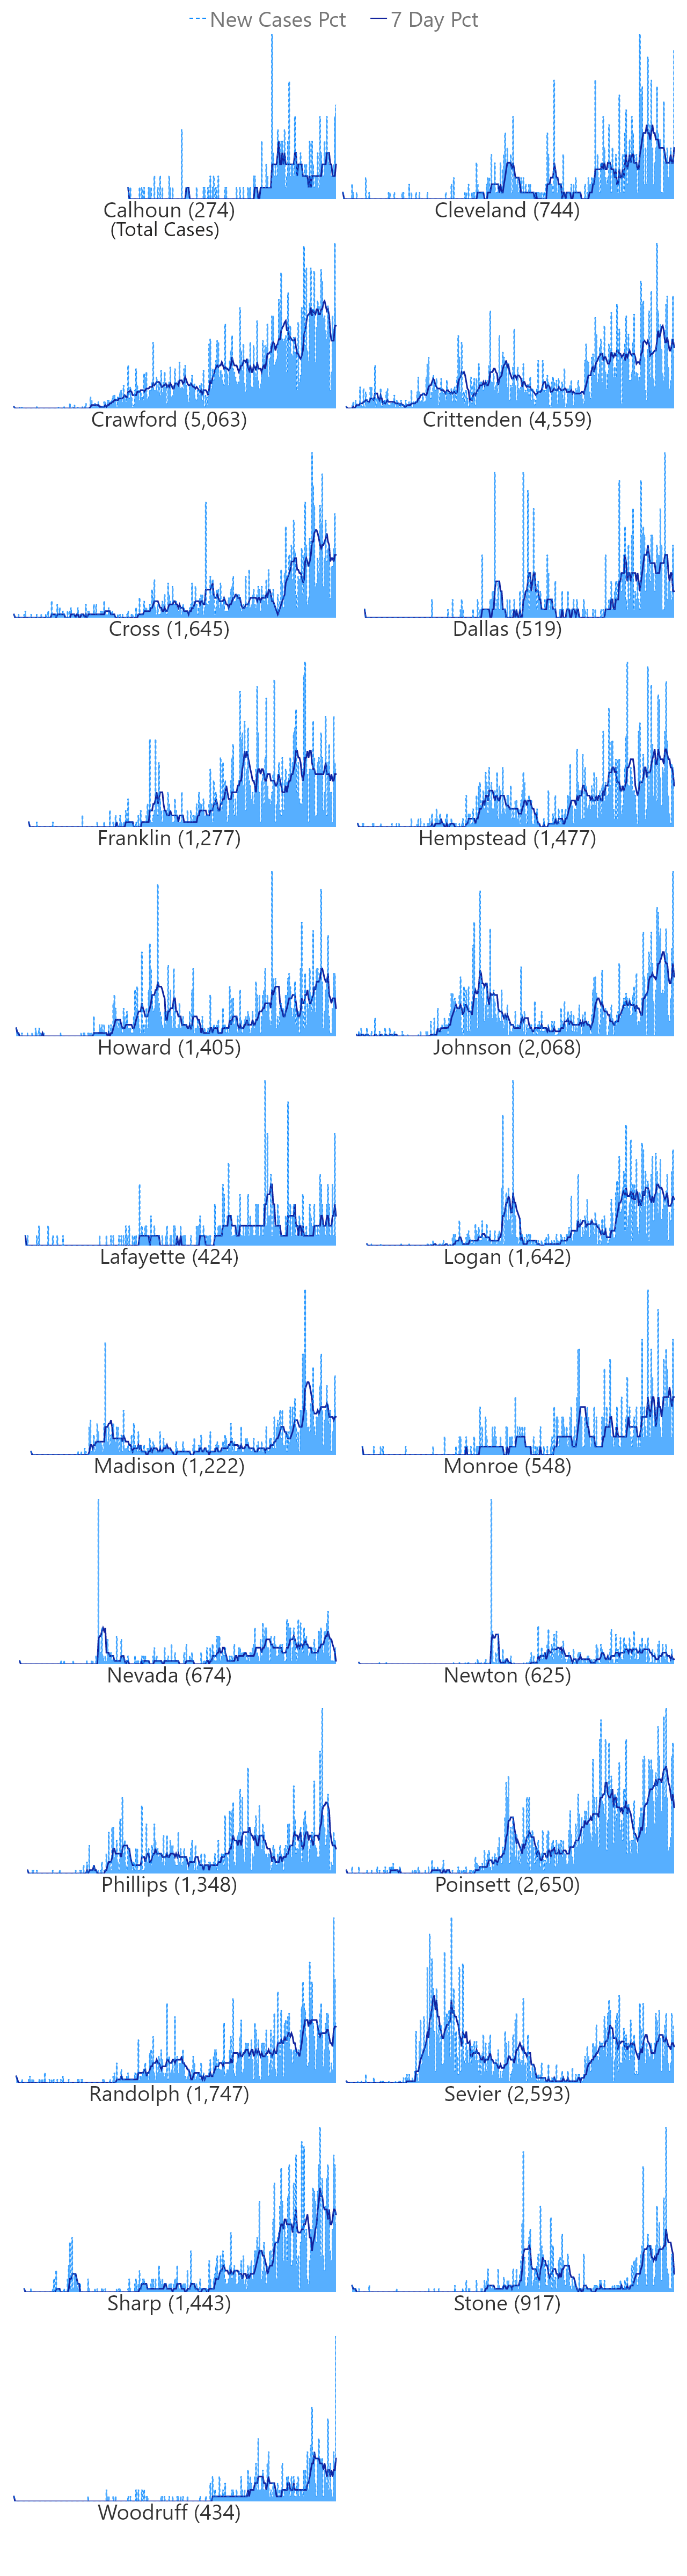 New Cases Pct 7 Day Pct
Calhoun (274) Cleveland (744)
(Total Cases)
Crawford (5,063) Crittenden (4,559)
Cross (1,645) Dallas (519)
Franklin (1,277) Hempstead (1,477)
Howard (1,405) Johnson (2,068)
Lafayette (424) Logan (1,642)
Madison (1,222) Monroe (548)
Nevada (674) Newton (625)
Phillips (1,348) Poinsett (2,650)
Randolph (1,747) Sevier (2,593)
Sharp (1,443) Stone (917)
Woodruff (434)